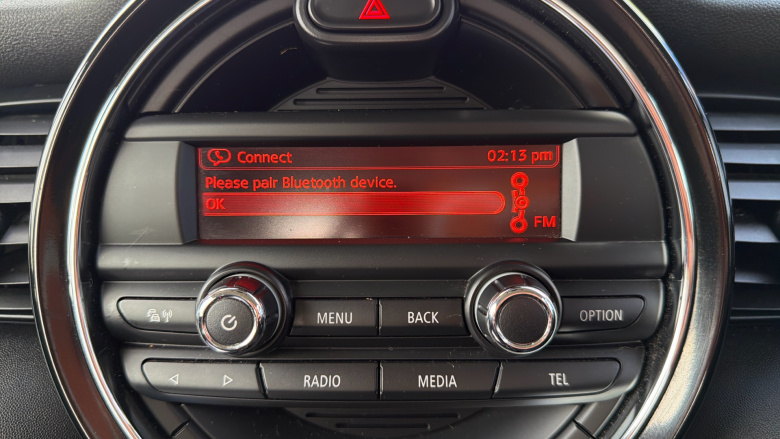 Connect 02:13 pm
Please pair Bluetooth device.
OK
FM
MENU BACK OPTION
RADIO MEDIA TEL